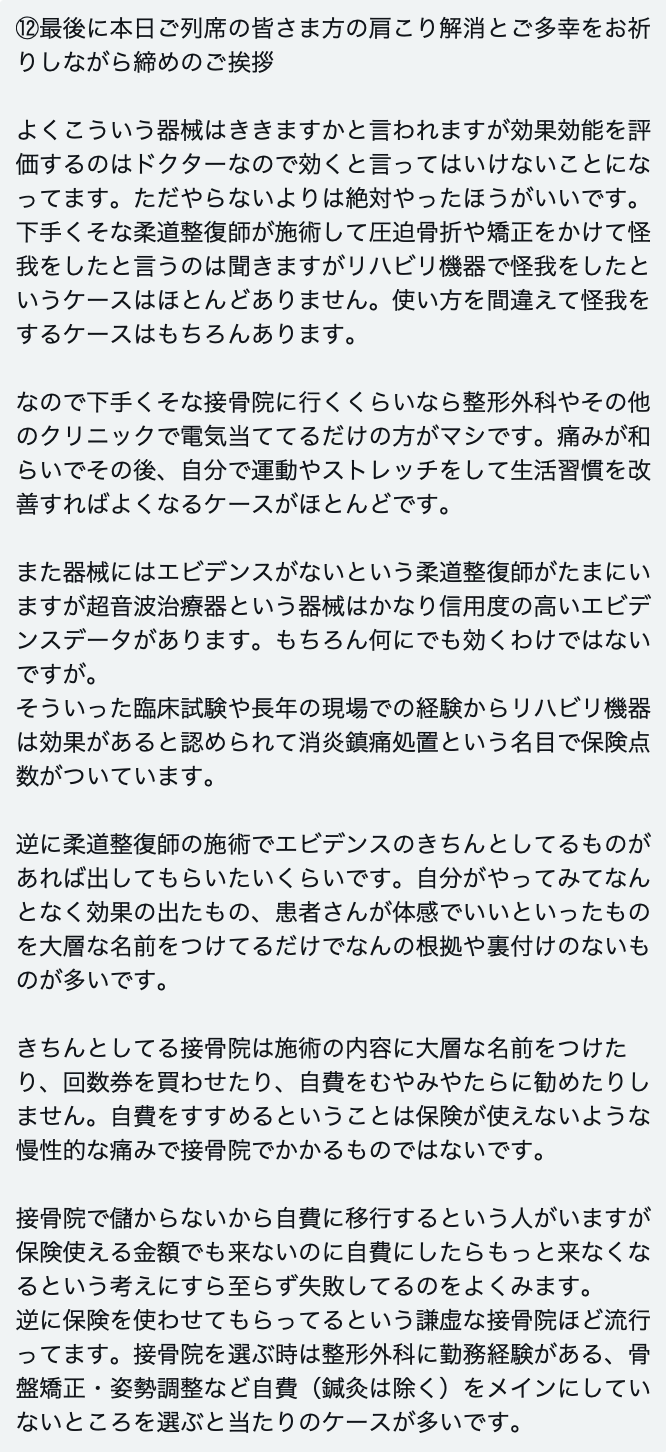 ⑫最後に本日ご列席の皆さま方の肩こり解消とご多幸をお祈
りしながら締めのご挨拶
よくこういう器械はききますかと言われますが効果効能を評
価するのはドクターなので効くと言ってはいけないことにな
ってます。ただやらないよりは絶対やったほうがいいです。
下手くそな柔道整復師が施術して圧迫骨折や矯正をかけて怪
我をしたと言うのは聞きますがリハビリ機器で怪我をしたと
いうケースはほとんどありません。使い方を間違えて怪我を
するケースはもちろんあります。
なので下手くそな接骨院に行くくらいなら整形外科やその他
のクリニックで電気当ててるだけの方がマシです。痛みが和
らいでその後、自分で運動やストレッチをして生活習慣を改
善すればよくなるケースがほとんどです。
また器械にはエビデンスがないという柔道整復師がたまにい
ますが超音波治療器という器械はかなり信用度の高いエビデ
ンスデータがあります。もちろん何にでも効くわけではない
ですが。
そういった臨床試験や長年の現場での経験からリハビリ機器
は効果があると認められて消炎鎮痛処置という名目で保険点
数がついています。
逆に柔道整復師の施術でエビデンスのきちんとしてるものが
あれば出してもらいたいくらいです。自分がやってみてなん
となく効果の出たもの、患者さんが体感でいいといったもの
を大層な名前をつけてるだけでなんの根拠や裏付けのないも
のが多いです。
きちんとしてる接骨院は施術の内容に大層な名前をつけた
り、回数券を買わせたり、自費をむやみやたらに勧めたりし
ません。自費をすすめるということは保険が使えないような
慢性的な痛みで接骨院でかかるものではないです。
接骨院で儲からないから自費に移行するという人がいますが
保険使える金額でも来ないのに自費にしたらもっと来なくな
るという考えにすら至らず失敗してるのをよくみます。
逆に保険を使わせてもらってるという謙虚な接骨院ほど流行
ってます。接骨院を選ぶ時は整形外科に勤務経験がある、骨
盤矯正・姿勢調整など自費（鍼灸は除く）をメインにしてい
ないところを選ぶと当たりのケースが多いです。